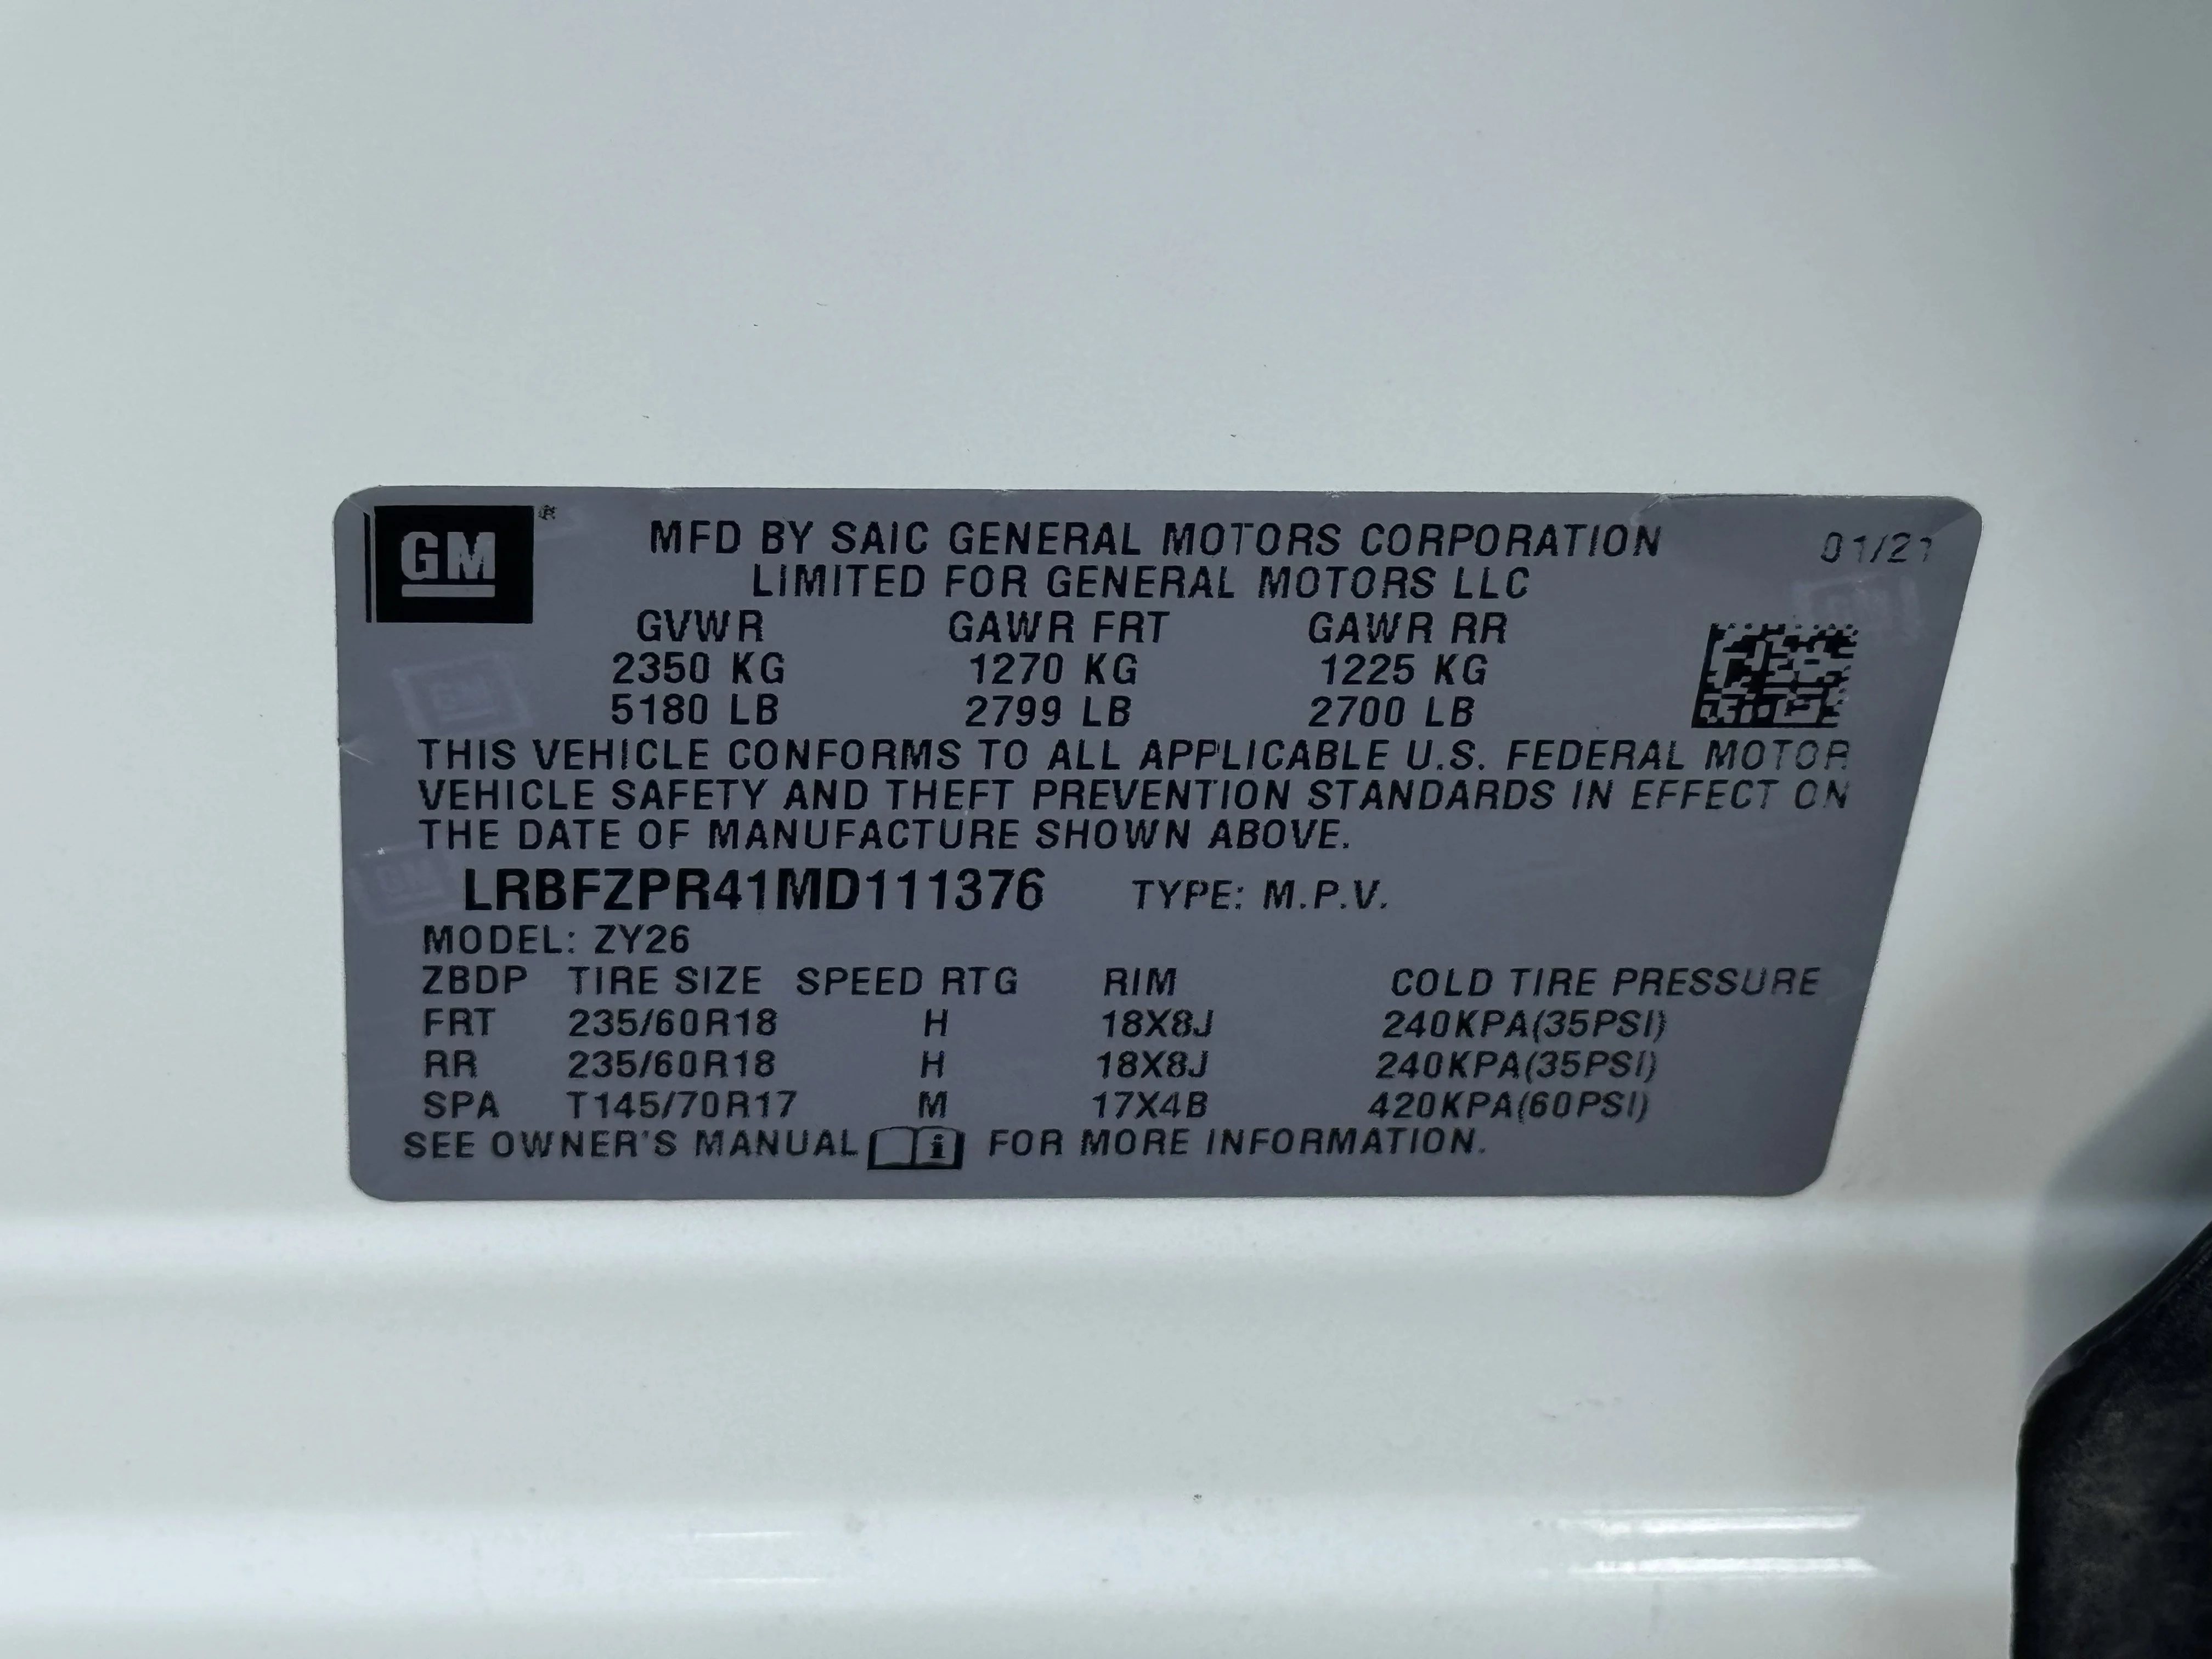 GM ®
MFD BY SAIC GENERAL MOTORS CORPORATION 01/21
LIMITED FOR GENERAL MOTORS LLC
GVWR GAWR FRT GAWR RR
2350 KG 1270 KG 1225 KG
5180 LB 2799 LB 2700 LB
THIS VEHICLE CONFORMS TO ALL APPLICABLE U.S. FEDERAL MOTOR
VEHICLE SAFETY AND THEFT PREVENTION STANDARDS IN EFFECT ON
THE DATE OF MANUFACTURE SHOWN ABOVE.
LRBFZPR41MD111376 TYPE: M.P.V.
MODEL: ZY26
ZBDP TIRE SIZE SPEED RTG RIM COLD TIRE PRESSURE
FRT 235/60R18 H 18X8J 240KPA(35PSI)
RR 235/60R18 H 18X8J 240KPA(35PSI)
SPA T145/70R17 M 17X4B 420KPA(60PSI)
SEE OWNER'S MANUAL i FOR MORE INFORMATION.